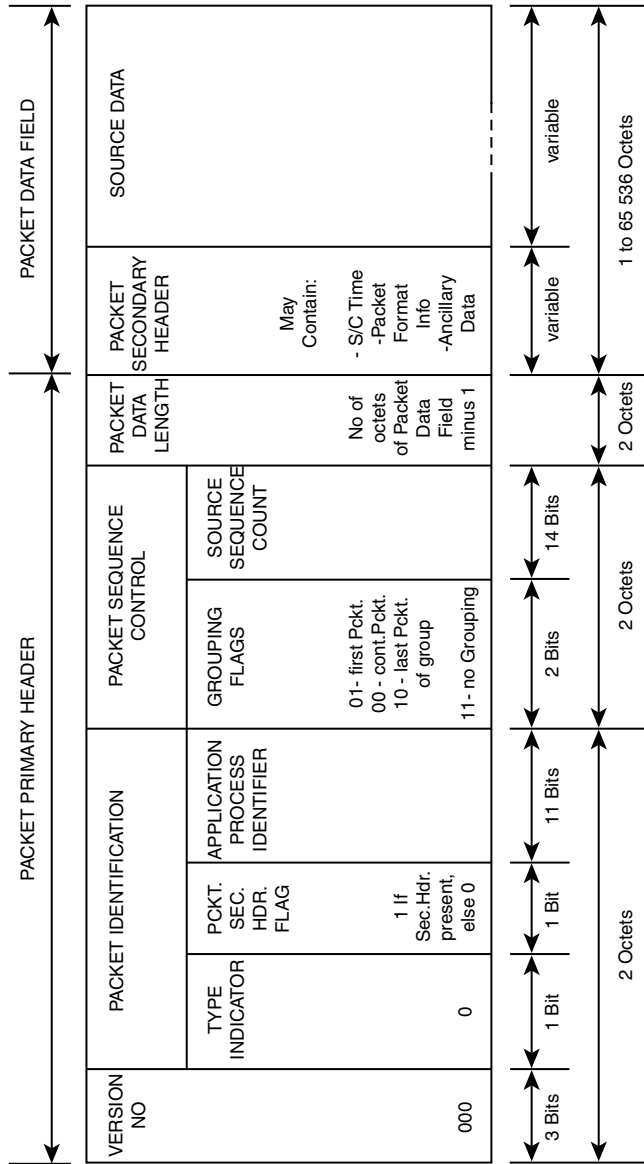 PACKET PRIMARY HEADER
PACKET DATA FIELD
VERSION
NO
000
PACKET IDENTIFICATION
TYPE
INDICATOR
0
PCKT.
SEC.
HDR.
FLAG
1 If
Sec.Hdr.
present,
else 0
APPLICATION
PROCESS
IDENTIFIER
PACKET SEQUENCE
CONTROL
GROUPING
FLAGS
01- first Pckt.
00 - cont.Pckt.
10 - last Pckt.
of group
11- no Grouping
SOURCE
SEQUENCE
COUNT
PACKET
DATA
LENGTH
No of
octets
of Packet
Data
Field
minus 1
PACKET
SECONDARY
HEADER
May
Contain:
- S/C Time
-Packet
Format
Info
-Ancillary
Data
SOURCE DATA
3 Bits
1 Bit
1 Bit
11 Bits
2 Bits
14 Bits
variable
variable
2 Octets
2 Octets
2 Octets
1 to 65 536 Octets